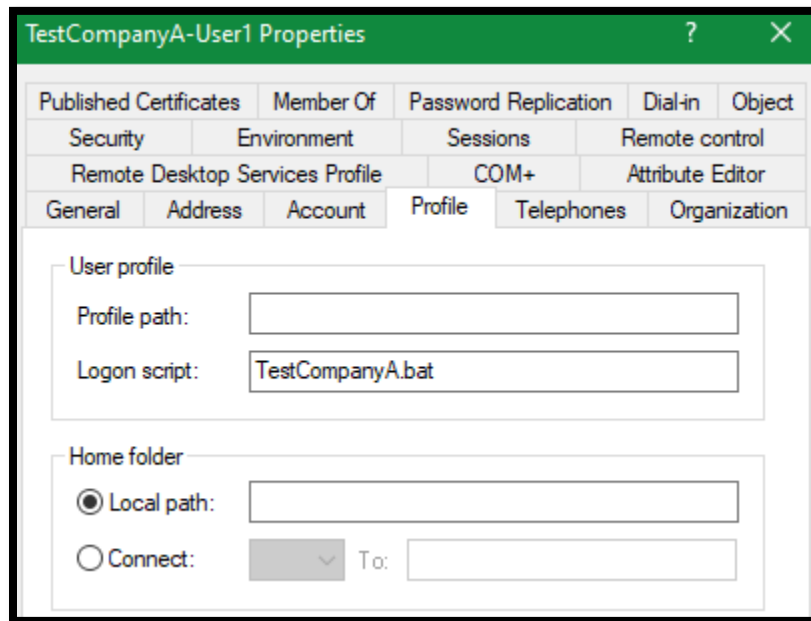 TestCompanyA-User1 Properties ? ×
Published Certificates Member Of Password Replication Dial-in Object
Security Environment Sessions Remote control
Remote Desktop Services Profile COM+ Attribute Editor
General Address Account Profile Telephones Organization
User profile
Profile path:
Logon script: TestCompanyA.bat
Home folder
Local path:
Connect: To: